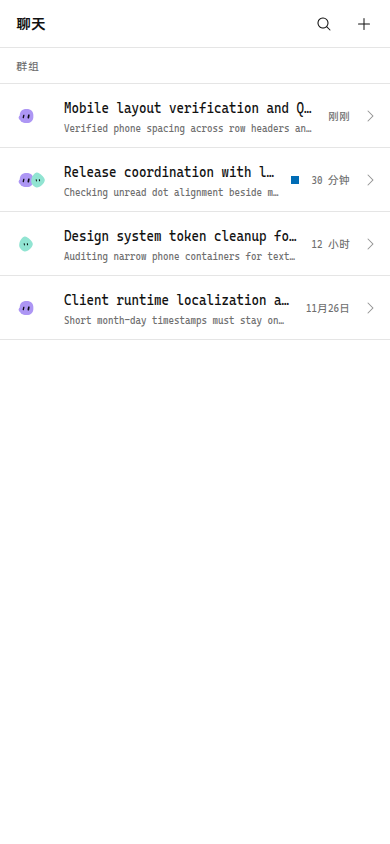 聊天
群组
Mobile layout verification and Q…
刚刚
Verified phone spacing across row headers an…
Release coordination with l…
30 分钟
Checking unread dot alignment beside m…
Design system token cleanup fo…
12 小时
Auditing narrow phone containers for text…
Client runtime localization a…
11月26日
Short month-day timestamps must stay on…